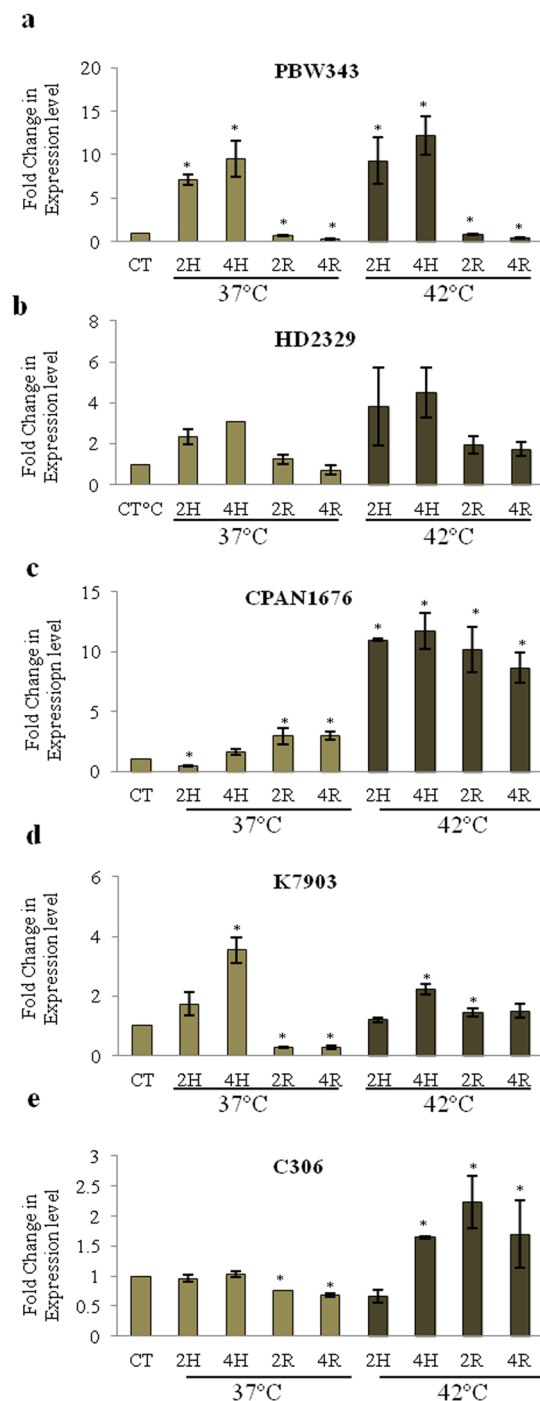 a
PBW343
Fold Change in
Expression level
20
15
10
5
0
* * * * * * * *
CT 2H 4H 2R 4R 2H 4H 2R 4R
37°C 42°C
b
HD2329
Fold Change in
Expression level
8
6
4
2
0
CT°C 2H 4H 2R 4R 2H 4H 2R 4R
37°C 42°C
c
CPAN1676
Fold Change in
Expressiopn level
15
10
5
0
* * * * * * *
CT 2H 4H 2R 4R 2H 4H 2R 4R
37°C 42°C
d
K7903
Fold Change in
Expression level
6
4
2
0
* * * * *
CT 2H 4H 2R 4R 2H 4H 2R 4R
37°C 42°C
e
C306
Fold Change in
Expression level
3
2.5
2
1.5
1
0.5
0
* * * * *
CT 2H 4H 2R 4R 2H 4H 2R 4R
37°C 42°C